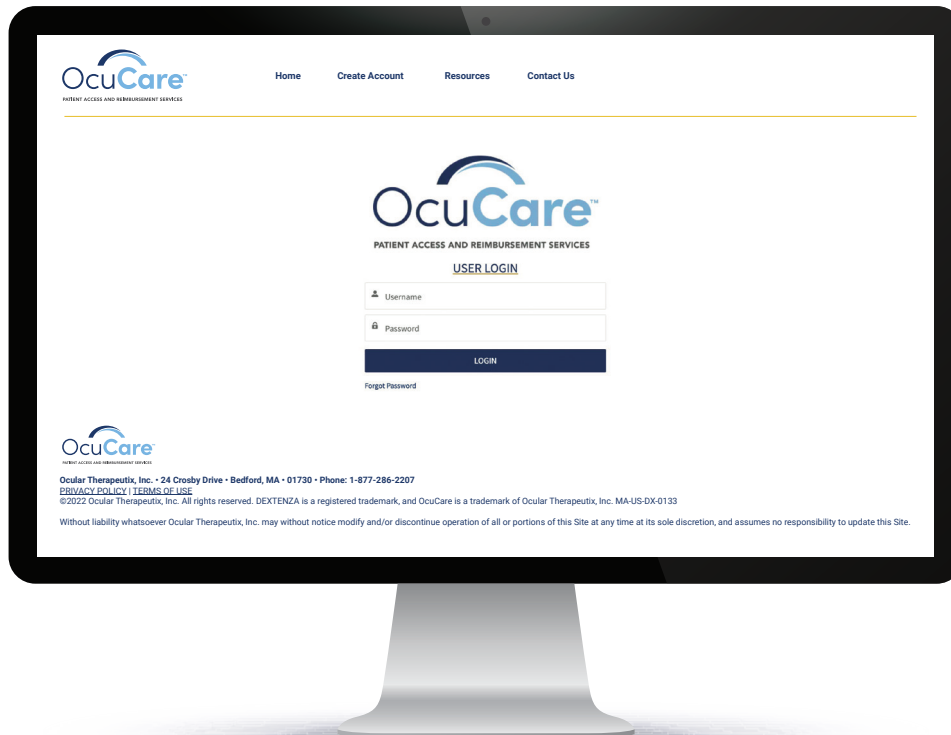 OcuCare™
PATIENT ACCESS AND REIMBURSEMENT SERVICES
Home Create Account Resources Contact Us
OcuCare™
PATIENT ACCESS AND REIMBURSEMENT SERVICES
USER LOGIN
Username
Password
LOGIN
Forgot Password
OcuCare™
PATIENT ACCESS AND REIMBURSEMENT SERVICES
Ocular Therapeutix, Inc. • 24 Crosby Drive • Bedford, MA • 01730 • Phone: 1-877-286-2207
PRIVACY POLICY | TERMS OF USE
©2022 Ocular Therapeutix, Inc. All rights reserved. DEXTENZA is a registered trademark, and OcuCare is a trademark of Ocular Therapeutix, Inc. MA-US-DX-0133
Without liability whatsoever Ocular Therapeutix, Inc. may without notice modify and/or discontinue operation of all or portions of this Site at any time at its sole discretion, and assumes no responsibility to update this Site.